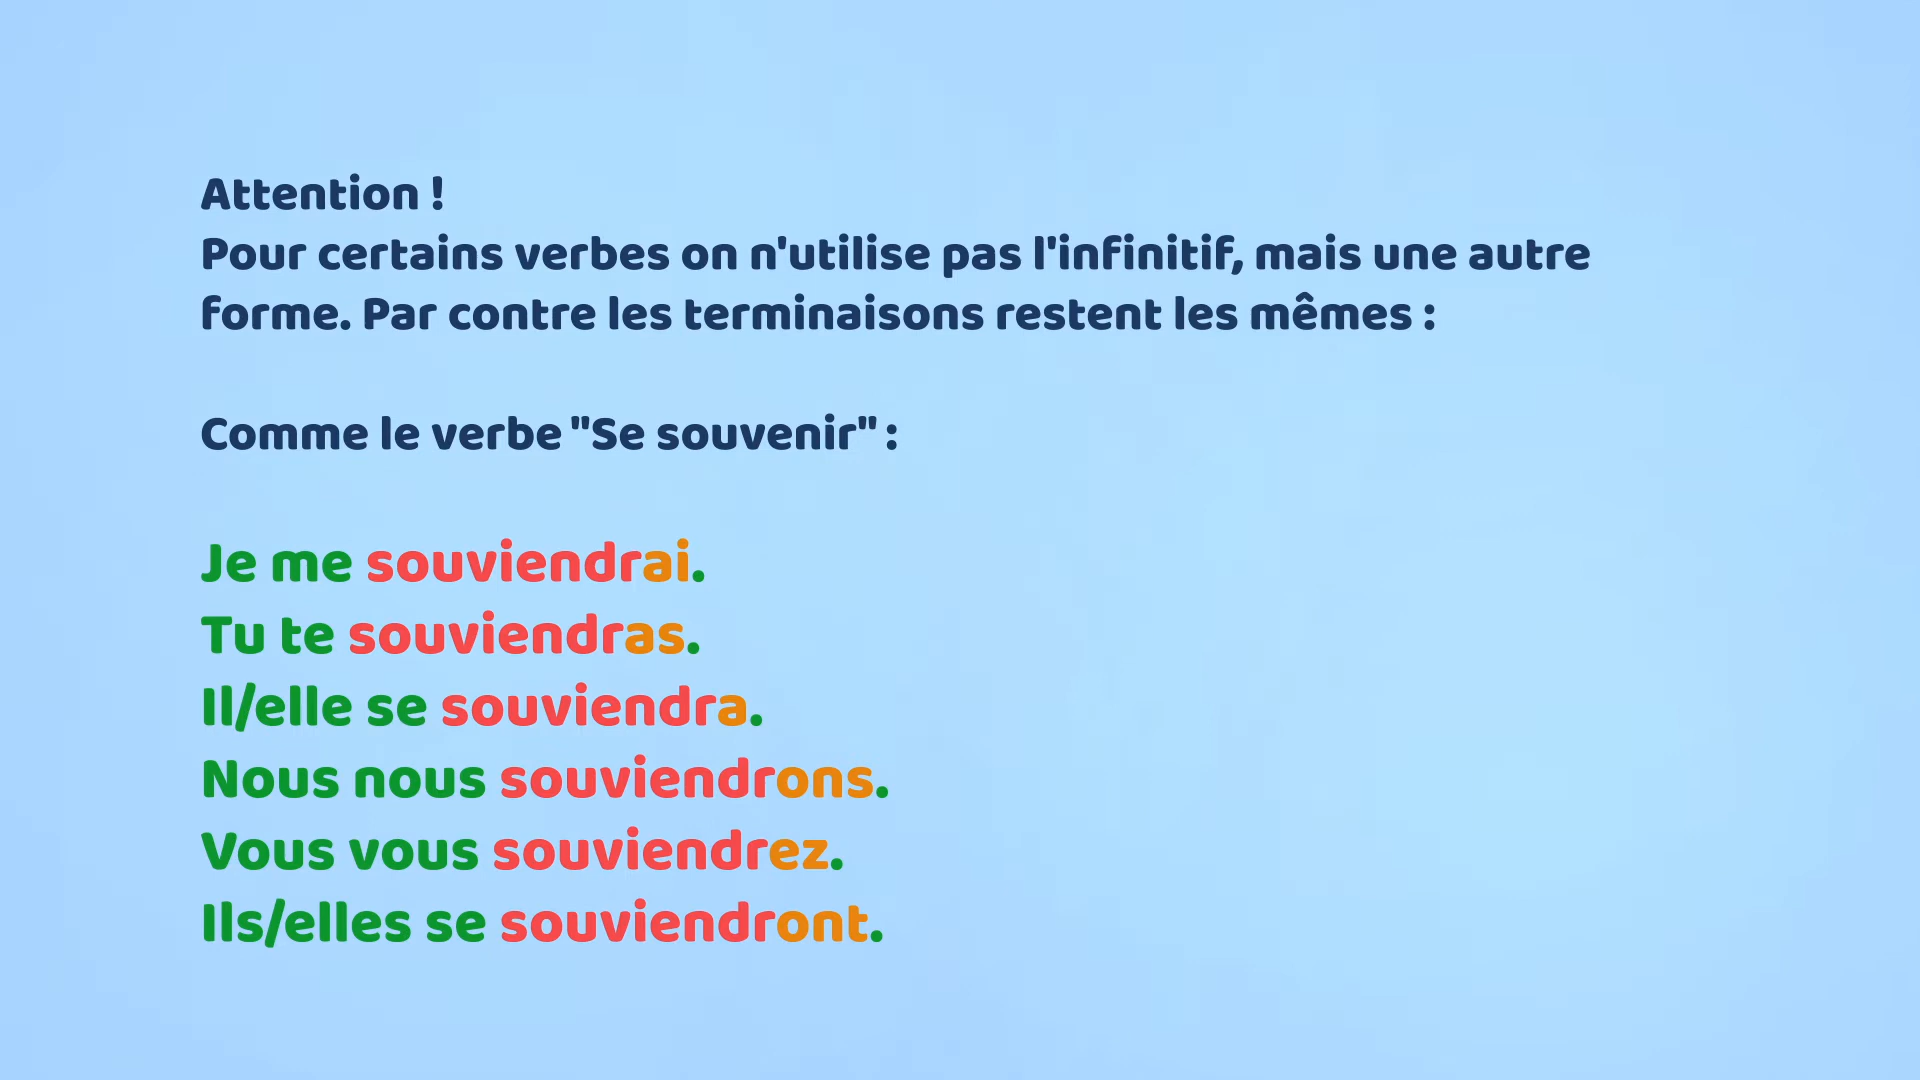 Attention !
Pour certains verbes on n'utilise pas l'infinitif, mais une autre
forme. Par contre les terminaisons restent les mêmes :
Comme le verbe "Se souvenir" :
Je me souviendrai.
Tu te souviendras.
Il/elle se souviendra.
Nous nous souviendrons.
Vous vous souviendrez.
Ils/elles se souviendront.